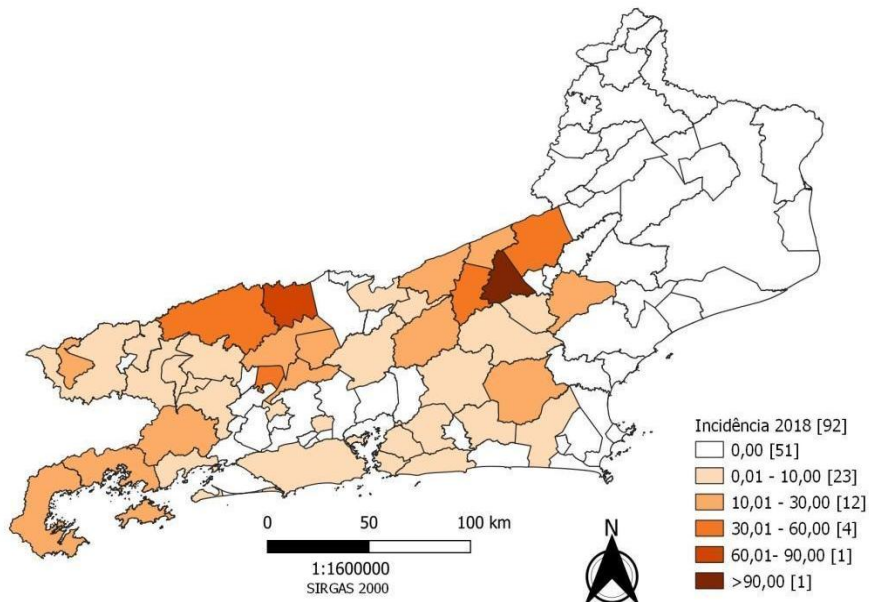 Incidência 2018 [92]
0,00 [51]
0,01 - 10,00 [23]
10,01 - 30,00 [12]
30,01 - 60,00 [4]
60,01- 90,00 [1]
>90,00 [1]
0 50 100 km
1:1600000
SIRGAS 2000
N